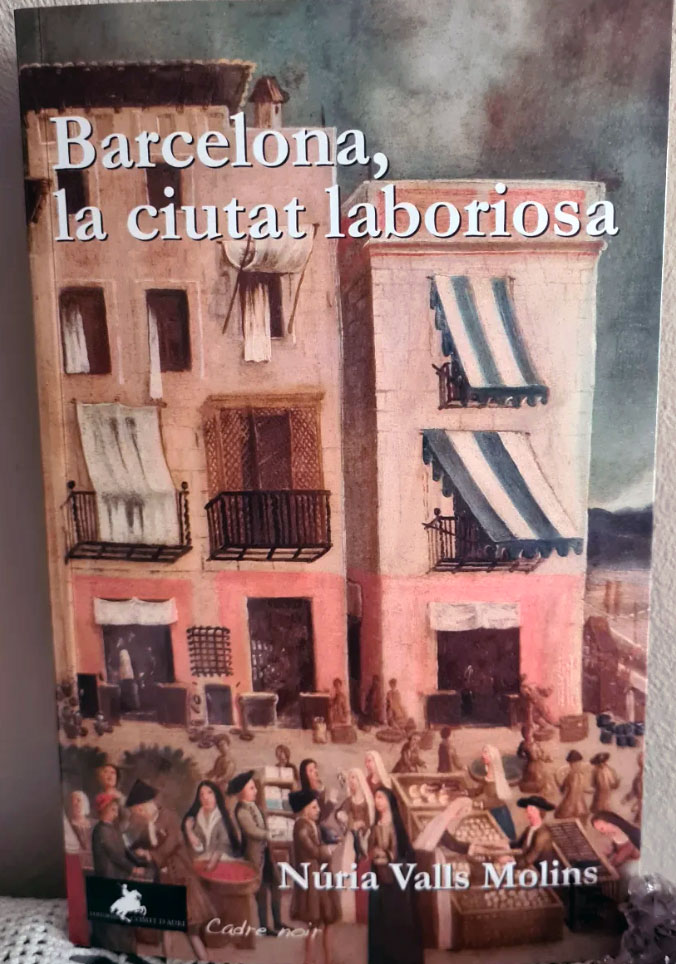 Barcelona,
la ciutat laboriosa
Núria Valls Molins
Cadre noir